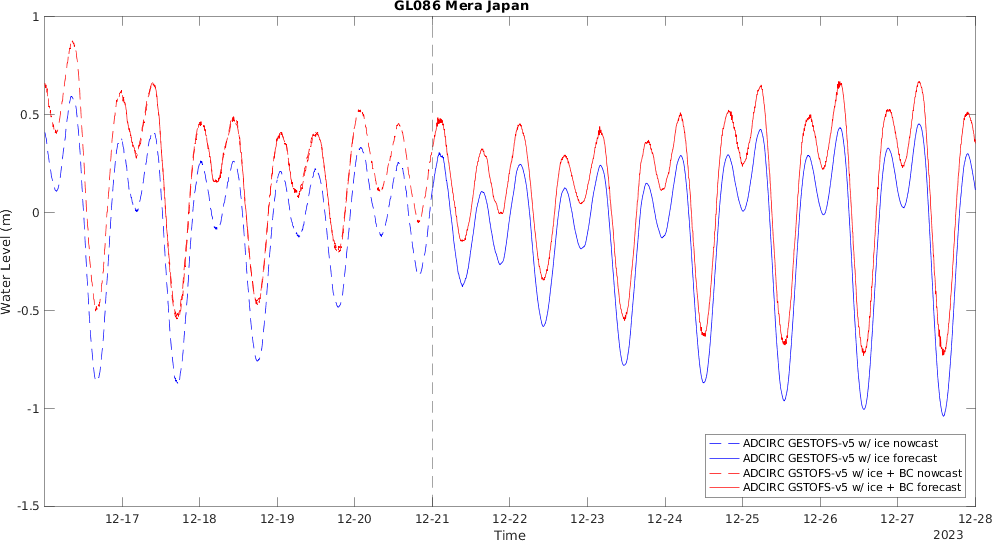 GL086 Mera Japan
1
0.5
0
-0.5
-1
-1.5
Water Level (m)
ADCIRC GESTOFS-v5 w/ ice nowcast
ADCIRC GESTOFS-v5 w/ ice forecast
ADCIRC GSTOFS-v5 w/ ice + BC nowcast
ADCIRC GSTOFS-v5 w/ ice + BC forecast
12-17 12-18 12-19 12-20 12-21 12-22 12-23 12-24 12-25 12-26 12-27 12-28
Time
2023